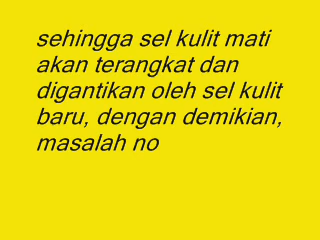 sehingga sel kulit mati
akan terangkat dan
digantikan oleh sel kulit
baru, dengan demikian,
masalah no